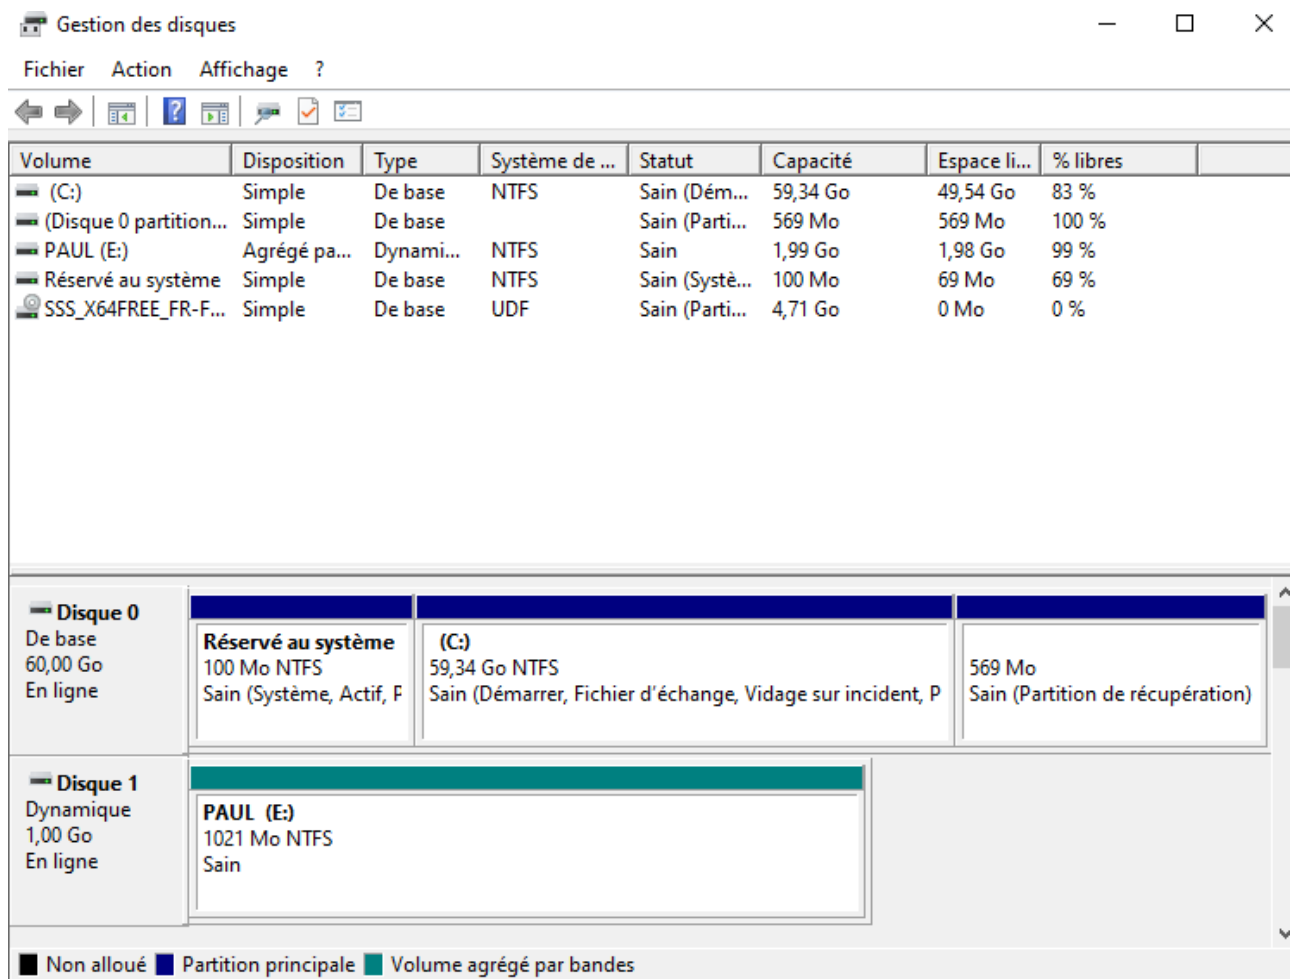 Gestion des disques
Fichier Action Affichage ?
Volume Disposition Type Système de ... Statut Capacité Espace li... % libres
(C:) Simple De base NTFS Sain (Dém... 59,34 Go 49,54 Go 83 %
(Disque 0 partition... Simple De base Sain (Parti... 569 Mo 569 Mo 100 %
PAUL (E:) Agrégé pa... Dynami... NTFS Sain 1,99 Go 1,98 Go 99 %
Réservé au système Simple De base NTFS Sain (Systè... 100 Mo 69 Mo 69 %
SSS_X64FREE_FR-F... Simple De base UDF Sain (Parti... 4,71 Go 0 Mo 0 %
Disque 0
De base
60,00 Go
En ligne
Réservé au système
100 Mo NTFS
Sain (Système, Actif, P
(C:)
59,34 Go NTFS
Sain (Démarrer, Fichier d'échange, Vidage sur incident, P
569 Mo
Sain (Partition de récupération)
Disque 1
Dynamique
1,00 Go
En ligne
PAUL (E:)
1021 Mo NTFS
Sain
Non alloué Partition principale Volume agrégé par bandes